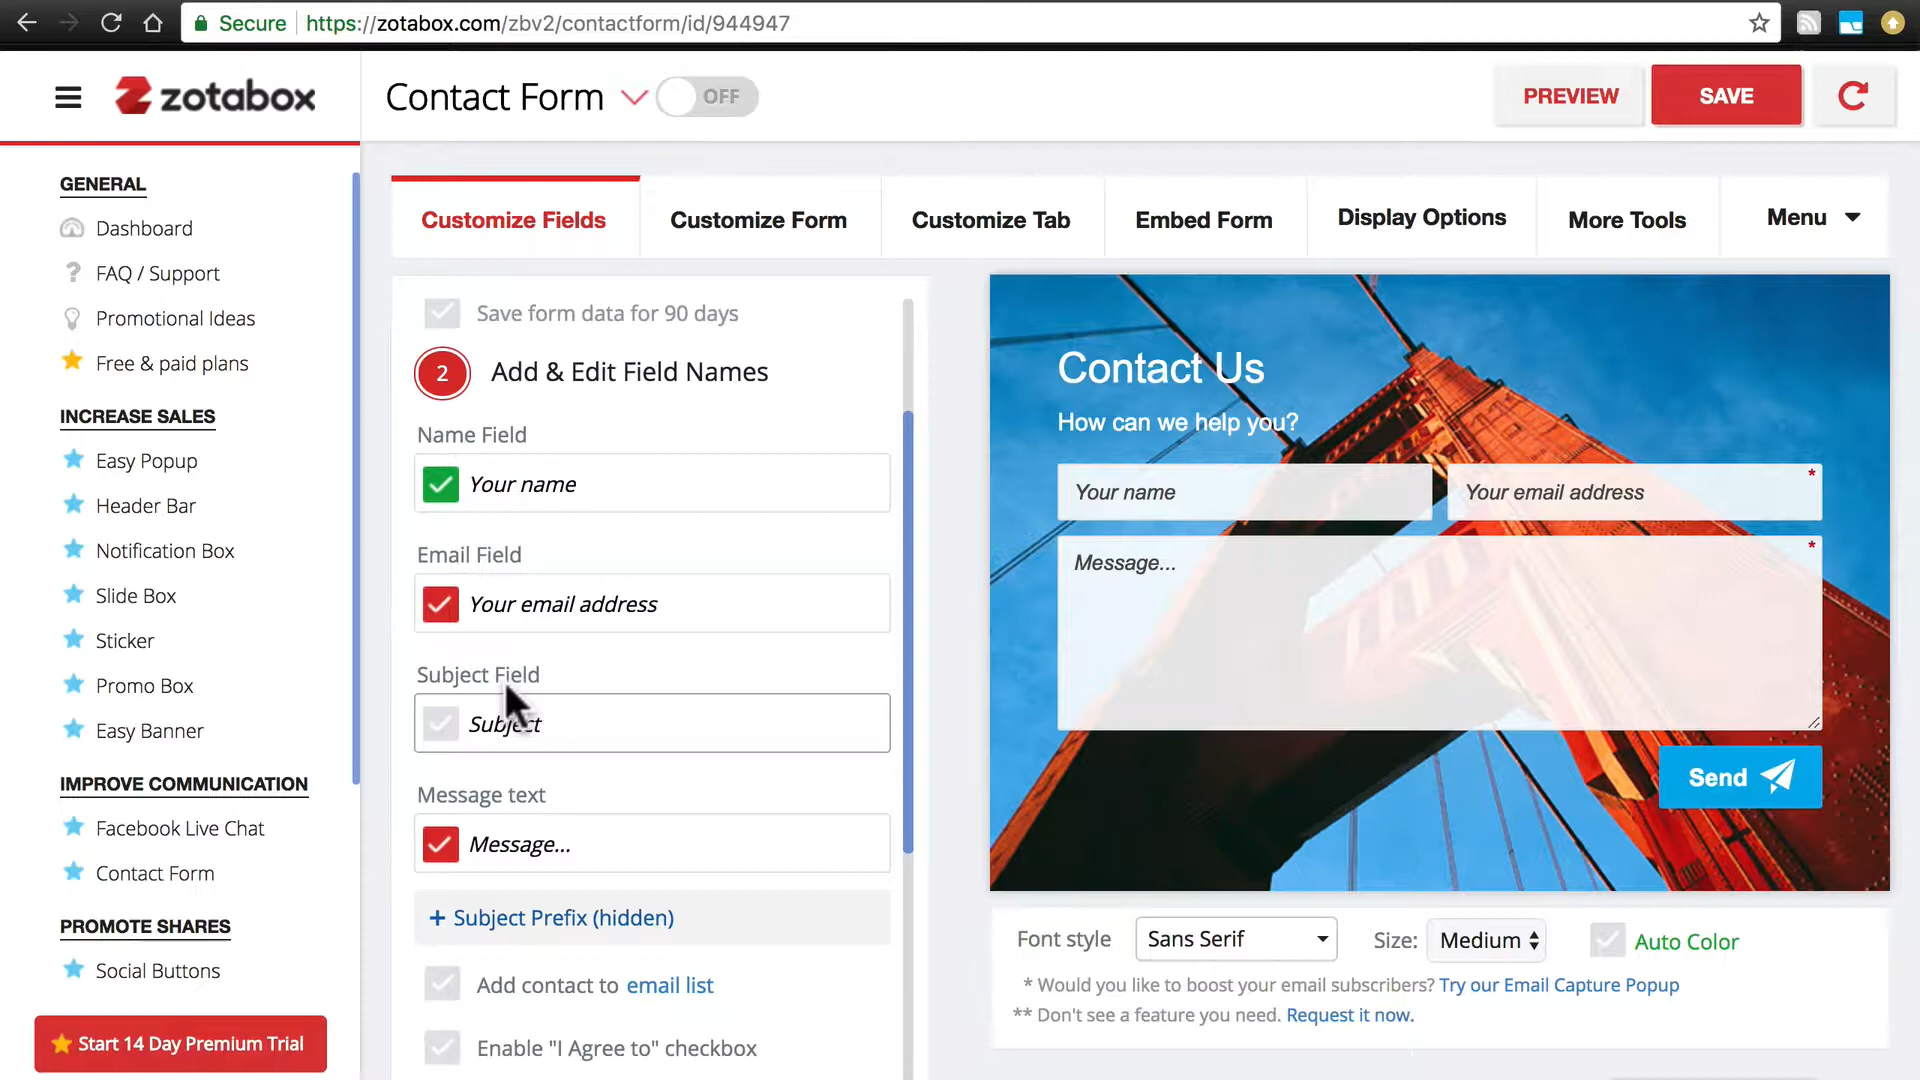 Secure https://zotabox.com/zbv2/contactform/id/944947
zotabox
Contact Form OFF
PREVIEW SAVE
GENERAL
Dashboard
FAQ / Support
Promotional Ideas
Free & paid plans
INCREASE SALES
Easy Popup
Header Bar
Notification Box
Slide Box
Sticker
Promo Box
Easy Banner
IMPROVE COMMUNICATION
Facebook Live Chat
Contact Form
PROMOTE SHARES
Social Buttons
Start 14 Day Premium Trial
Customize Fields Customize Form Customize Tab Embed Form Display Options More Tools Menu
Save form data for 90 days
2 Add & Edit Field Names
Name Field
Your name
Email Field
Your email address
Subject Field
Subject
Message text
Message...
+ Subject Prefix (hidden)
Add contact to email list
Enable "I Agree to" checkbox
Contact Us
How can we help you?
Your name
Your email address *
Message... *
Send
Font style Sans Serif Size: Medium Auto Color
* Would you like to boost your email subscribers? Try our Email Capture Popup
** Don't see a feature you need. Request it now.